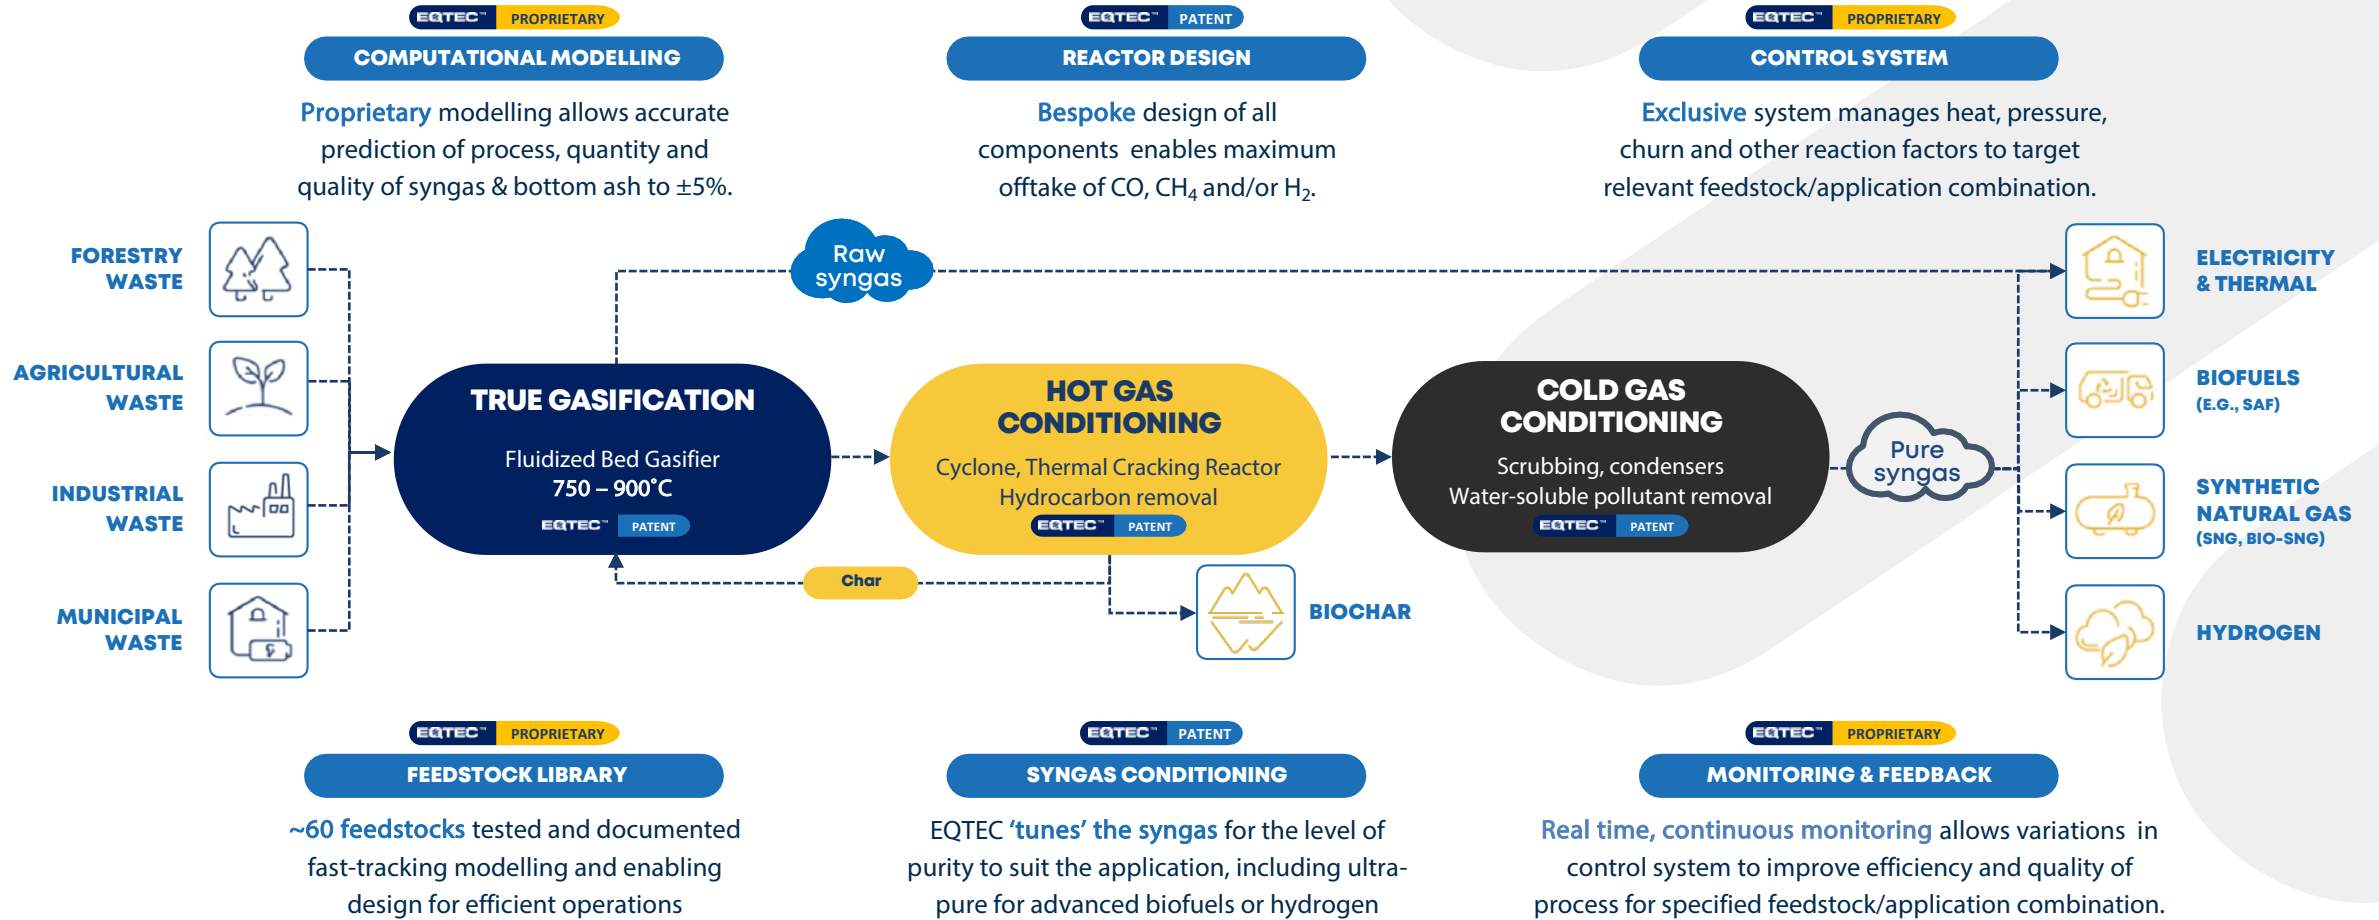 EQTEC™ PROPRIETARY
COMPUTATIONAL MODELLING
Proprietary modelling allows accurate
prediction of process, quantity and
quality of syngas & bottom ash to ±5%.
EQTEC™ PATENT
REACTOR DESIGN
Bespoke design of all
components enables maximum
offtake of CO, CH₄ and/or H₂.
EQTEC™ PROPRIETARY
CONTROL SYSTEM
Exclusive system manages heat, pressure,
churn and other reaction factors to target
relevant feedstock/application combination.
FORESTRY
WASTE
AGRICULTURAL
WASTE
INDUSTRIAL
WASTE
MUNICIPAL
WASTE
Raw
syngas
TRUE GASIFICATION
Fluidized Bed Gasifier
750 – 900°C
EQTEC™ PATENT
HOT GAS
CONDITIONING
Cyclone, Thermal Cracking Reactor
Hydrocarbon removal
EQTEC™ PATENT
Char
BIOCHAR
COLD GAS
CONDITIONING
Scrubbing, condensers
Water-soluble pollutant removal
EQTEC™ PATENT
Pure
syngas
ELECTRICITY
& THERMAL
BIOFUELS
(E.G., SAF)
SYNTHETIC
NATURAL GAS
(SNG, BIO-SNG)
HYDROGEN
EQTEC™ PROPRIETARY
FEEDSTOCK LIBRARY
~60 feedstocks tested and documented
fast-tracking modelling and enabling
design for efficient operations
EQTEC™ PATENT
SYNGAS CONDITIONING
EQTEC ‘tunes’ the syngas for the level of
purity to suit the application, including ultra-
pure for advanced biofuels or hydrogen
EQTEC™ PROPRIETARY
MONITORING & FEEDBACK
Real time, continuous monitoring allows variations in
control system to improve efficiency and quality of
process for specified feedstock/application combination.